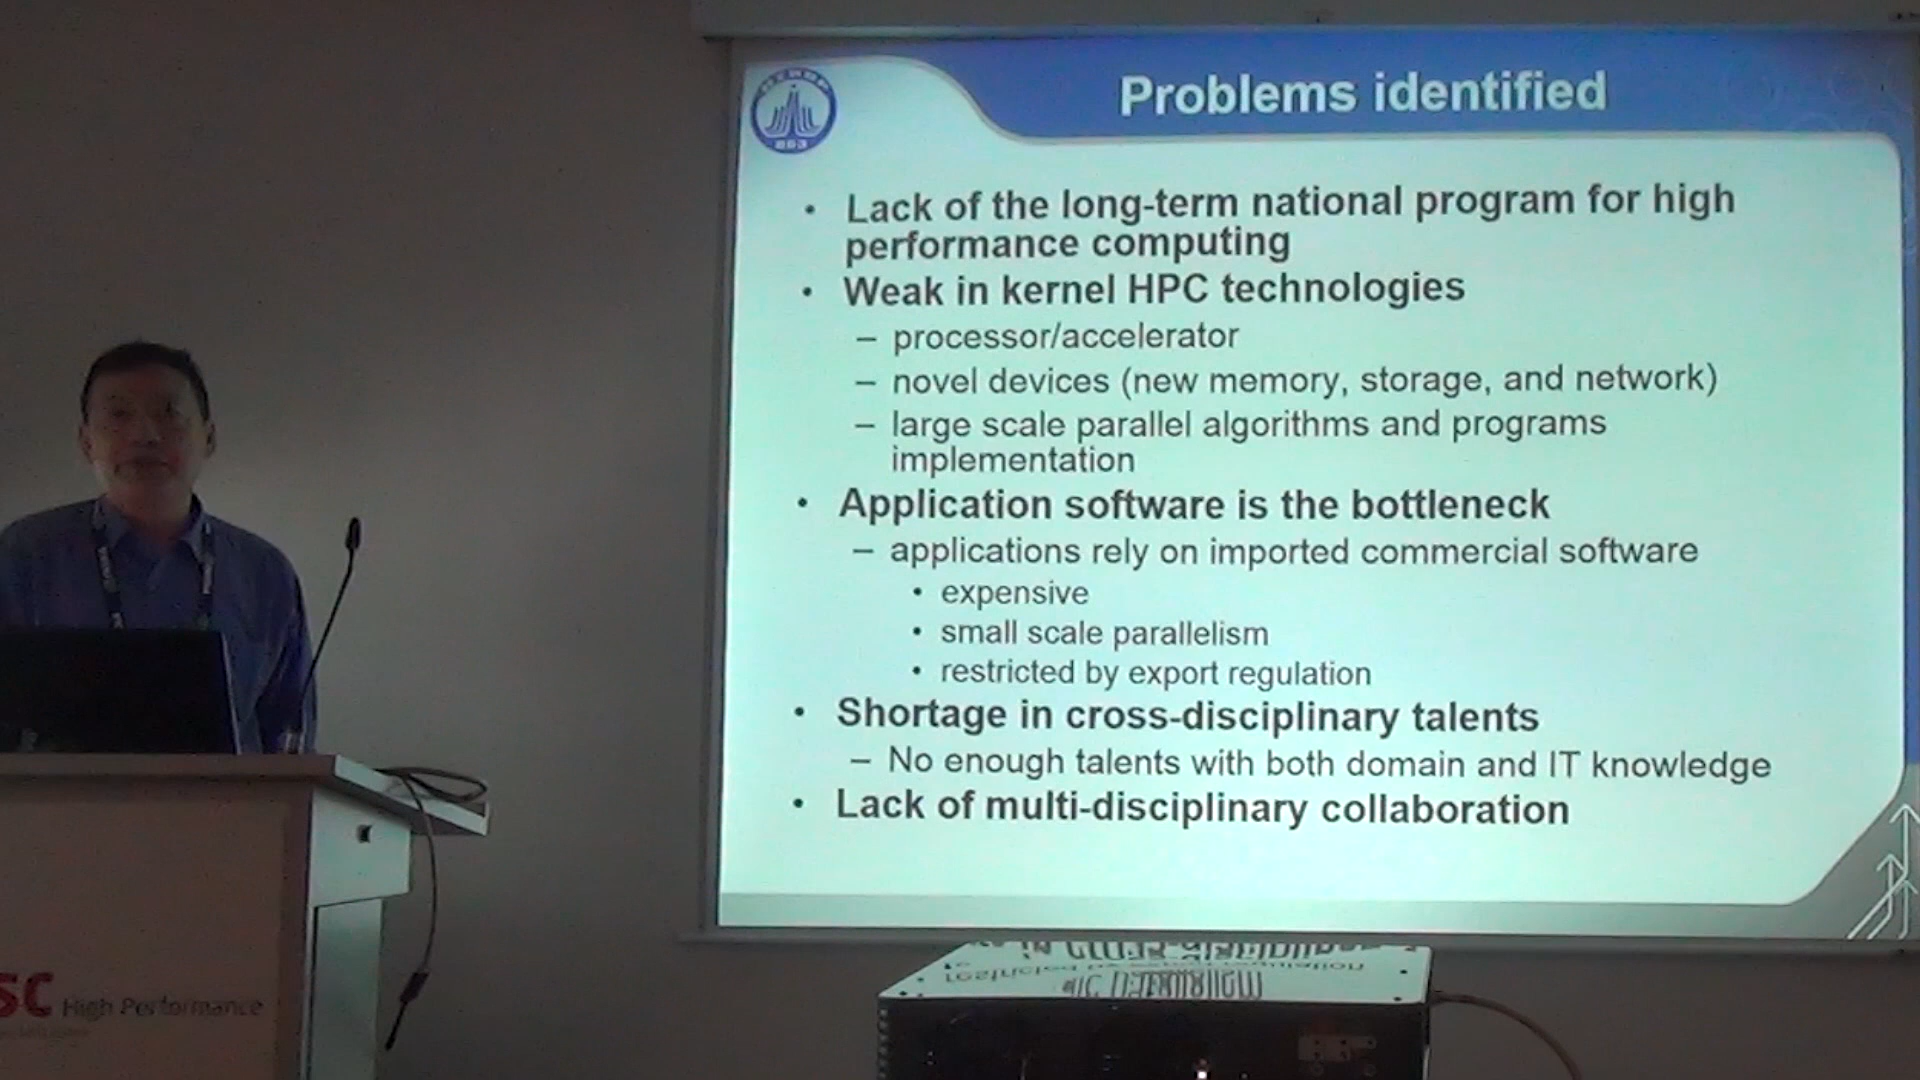 Problems identified
863
• Lack of the long-term national program for high
performance computing
• Weak in kernel HPC technologies
– processor/accelerator
– novel devices (new memory, storage, and network)
– large scale parallel algorithms and programs
implementation
• Application software is the bottleneck
– applications rely on imported commercial software
• expensive
• small scale parallelism
• restricted by export regulation
• Shortage in cross-disciplinary talents
– No enough talents with both domain and IT knowledge
• Lack of multi-disciplinary collaboration
SC High Performance